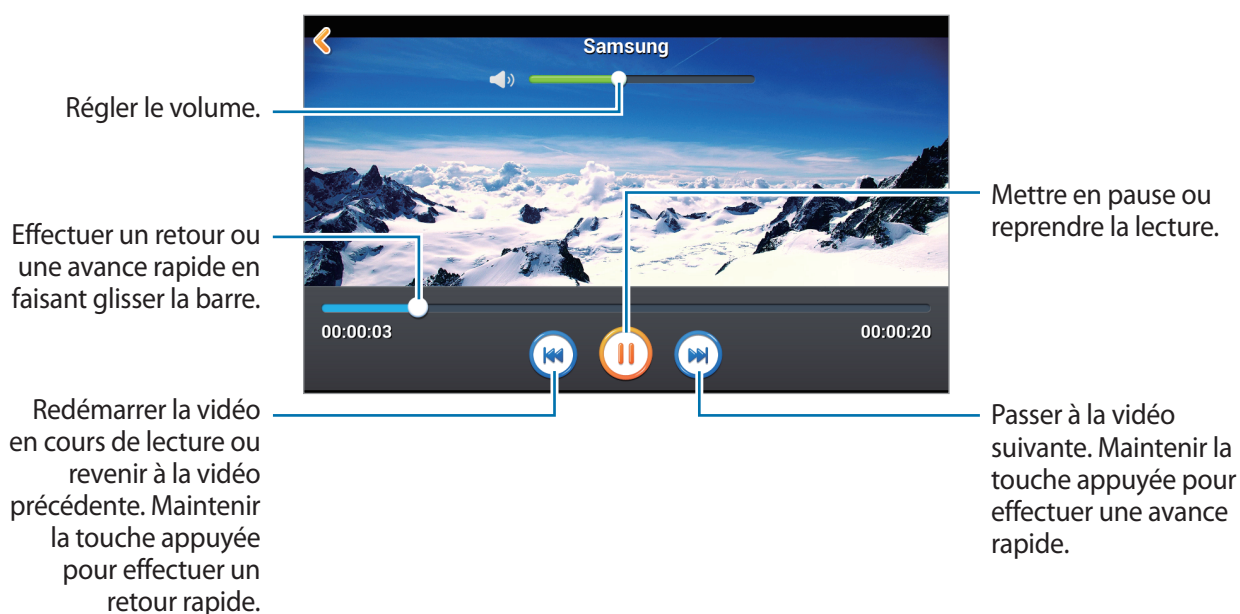 Samsung
Régler le volume.
Mettre en pause ou
reprendre la lecture.
Effectuer un retour ou
une avance rapide en
faisant glisser la barre.
00:00:03
00:00:20
Redémarrer la vidéo
en cours de lecture ou
revenir à la vidéo
précédente. Maintenir
la touche appuyée
pour effectuer un
retour rapide.
Passer à la vidéo
suivante. Maintenir la
touche appuyée pour
effectuer une avance
rapide.